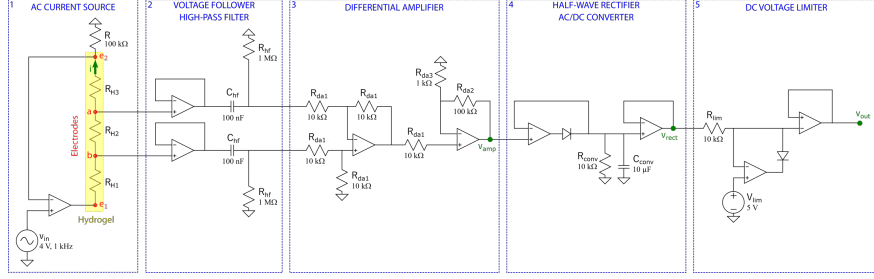 1
AC CURRENT SOURCE
R
100 kΩ
e2
i
RH3
a
RH2
b
RH1
e1
Electrodes
Hydrogel
vin
4 V, 1 kHz
2
VOLTAGE FOLLOWER
HIGH-PASS FILTER
Rhf
1 MΩ
Chf
100 nF
Chf
100 nF
Rhf
1 MΩ
3
DIFFERENTIAL AMPLIFIER
Rda1
10 kΩ
Rda1
10 kΩ
Rda1
10 kΩ
Rda1
10 kΩ
Rda3
1 kΩ
Rda2
100 kΩ
Rda1
10 kΩ
vamp
4
HALF-WAVE RECTIFIER
AC/DC CONVERTER
Rconv
10 kΩ
Cconv
10 µF
vrect
5
DC VOLTAGE LIMITER
Rlim
10 kΩ
Vlim
5 V
vout